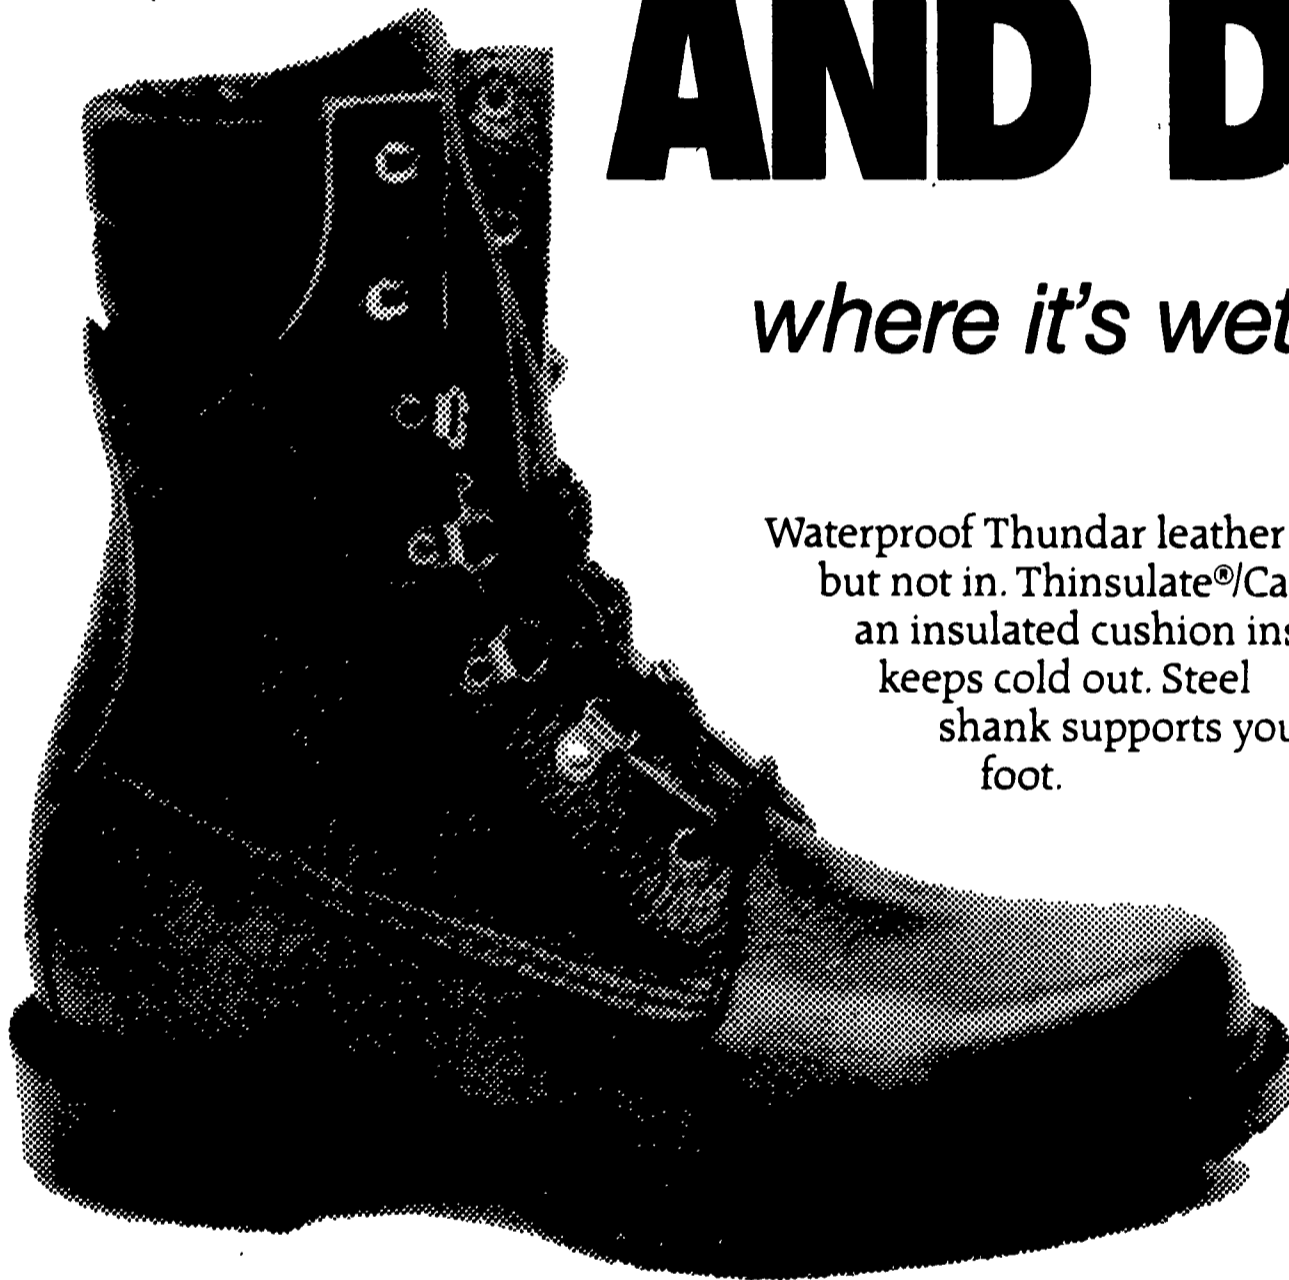 AND D
where it's wet
Waterproof Thundar leather
but not in. Thinsulate®/Ca
an insulated cushion ins
keeps cold out. Steel
shank supports you
foot.